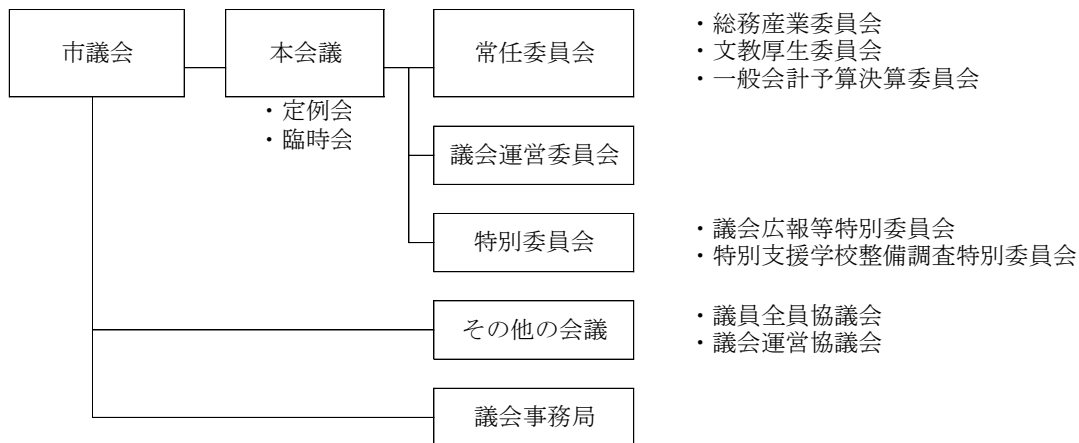 市議会
本会議
・定例会
・臨時会
常任委員会
・総務産業委員会
・文教厚生委員会
・一般会計予算決算委員会
議会運営委員会
特別委員会
・議会広報等特別委員会
・特別支援学校整備調査特別委員会
その他の会議
・議員全員協議会
・議会運営協議会
議会事務局